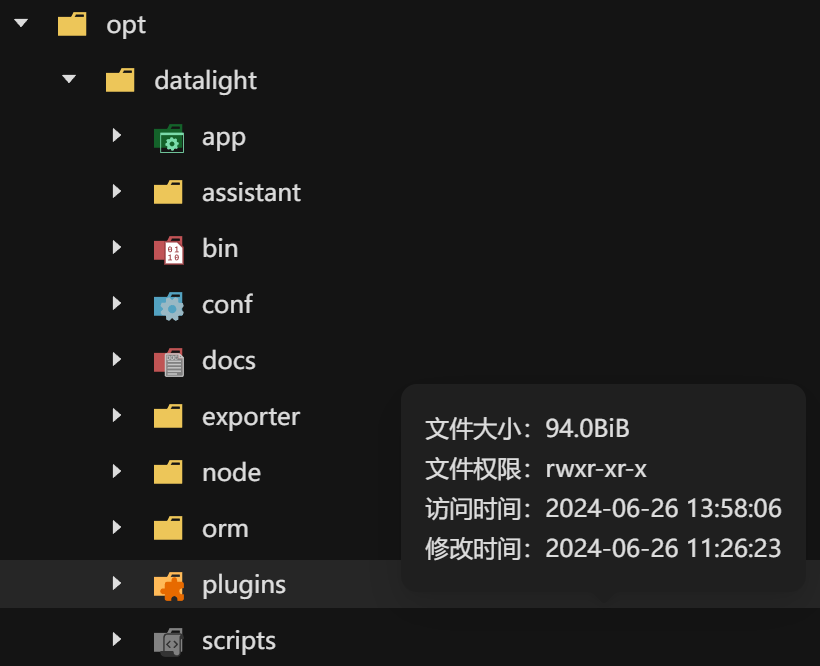 opt
datalight
app
assistant
bin
conf
docs
exporter
node
orm
plugins
scripts
文件大小：94.0BiB
文件权限：rwxr-xr-x
访问时间：2024-06-26 13:58:06
修改时间：2024-06-26 11:26:23